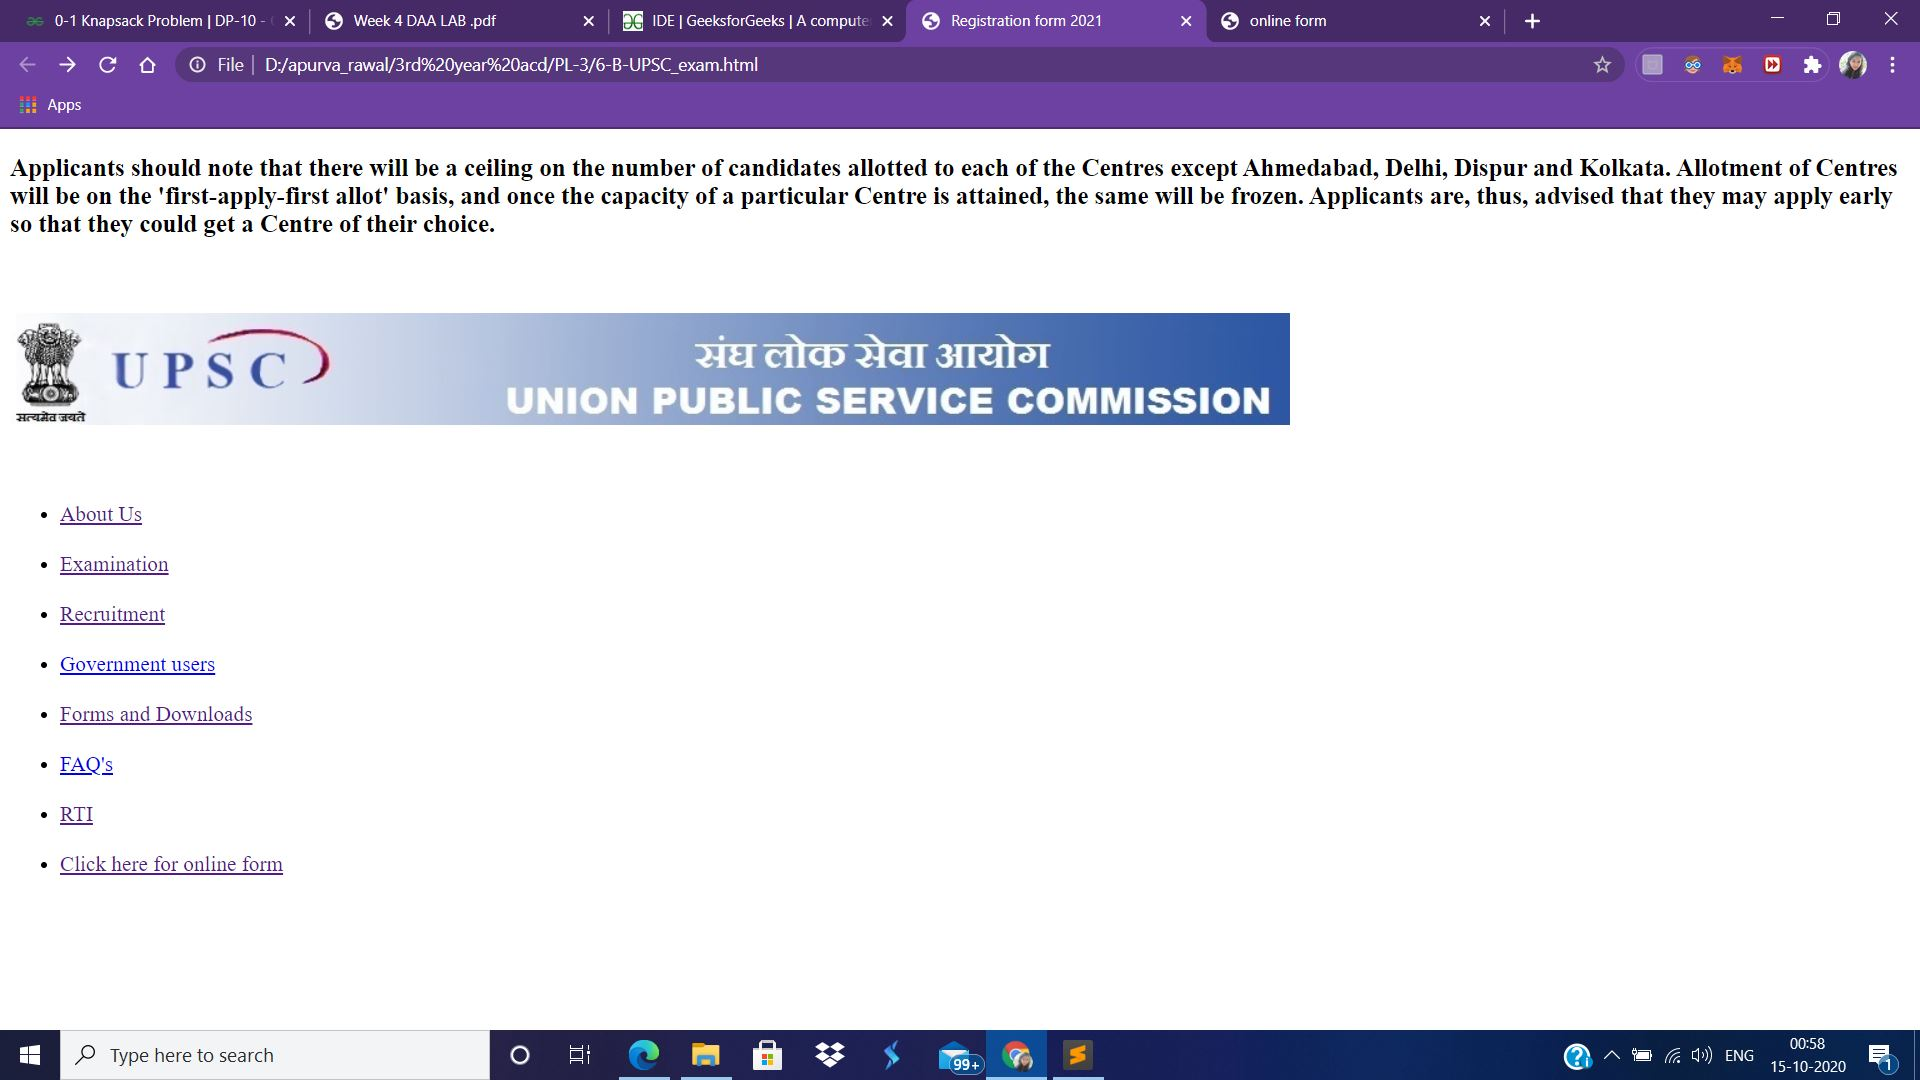 0-1 Knapsack Problem | DP-10 -
Week 4 DAA LAB .pdf
IDE | GeeksforGeeks | A compute
Registration form 2021
online form
File
D:/apurva_rawal/3rd%20year%20acd/PL-3/6-B-UPSC_exam.html
Apps
Applicants should note that there will be a ceiling on the number of candidates allotted to each of the Centres except Ahmedabad, Delhi, Dispur and Kolkata. Allotment of Centres
will be on the 'first-apply-first allot' basis, and once the capacity of a particular Centre is attained, the same will be frozen. Applicants are, thus, advised that they may apply early
so that they could get a Centre of their choice.
सत्यमेव जयते
UPSC
संघ लोक सेवा आयोग
UNION PUBLIC SERVICE COMMISSION
• About Us
• Examination
• Recruitment
• Government users
• Forms and Downloads
• FAQ's
• RTI
• Click here for online form
Type here to search
99+
ENG
00:58
15-10-2020
1